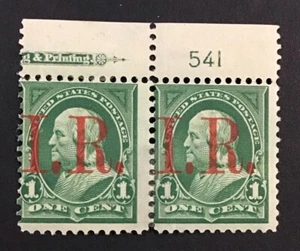 g & Printing.
541
UNITED STATES POSTAGE
UNITED STATES POSTAGE
I.R.
I.R.
1 1
1 1
ONE CENT
ONE CENT